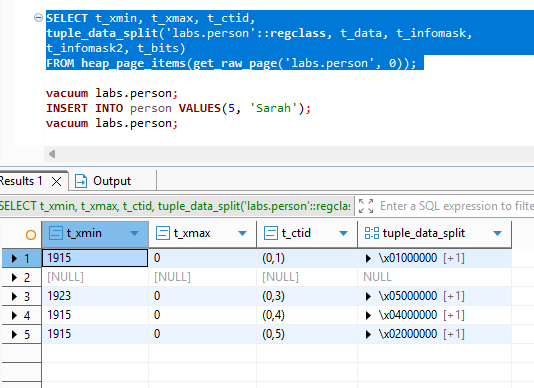 SELECT t_xmin, t_xmax, t_ctid,
tuple_data_split('labs.person'::regclass, t_data, t_infomask,
t_infomask2, t_bits)
FROM heap_page_items(get_raw_page('labs.person', 0));
vacuum labs.person;
INSERT INTO person VALUES(5, 'Sarah');
vacuum labs.person;
Results 1 Output
SELECT t_xmin, t_xmax, t_ctid, tuple_data_split('labs.person'::regclas Enter a SQL expression to filte
t_xmin t_xmax t_ctid tuple_data_split
1 1915 0 (0,1) \x01000000 [+1]
2 [NULL] [NULL] [NULL] NULL
3 1923 0 (0,3) \x05000000 [+1]
4 1915 0 (0,4) \x04000000 [+1]
5 1915 0 (0,5) \x02000000 [+1]